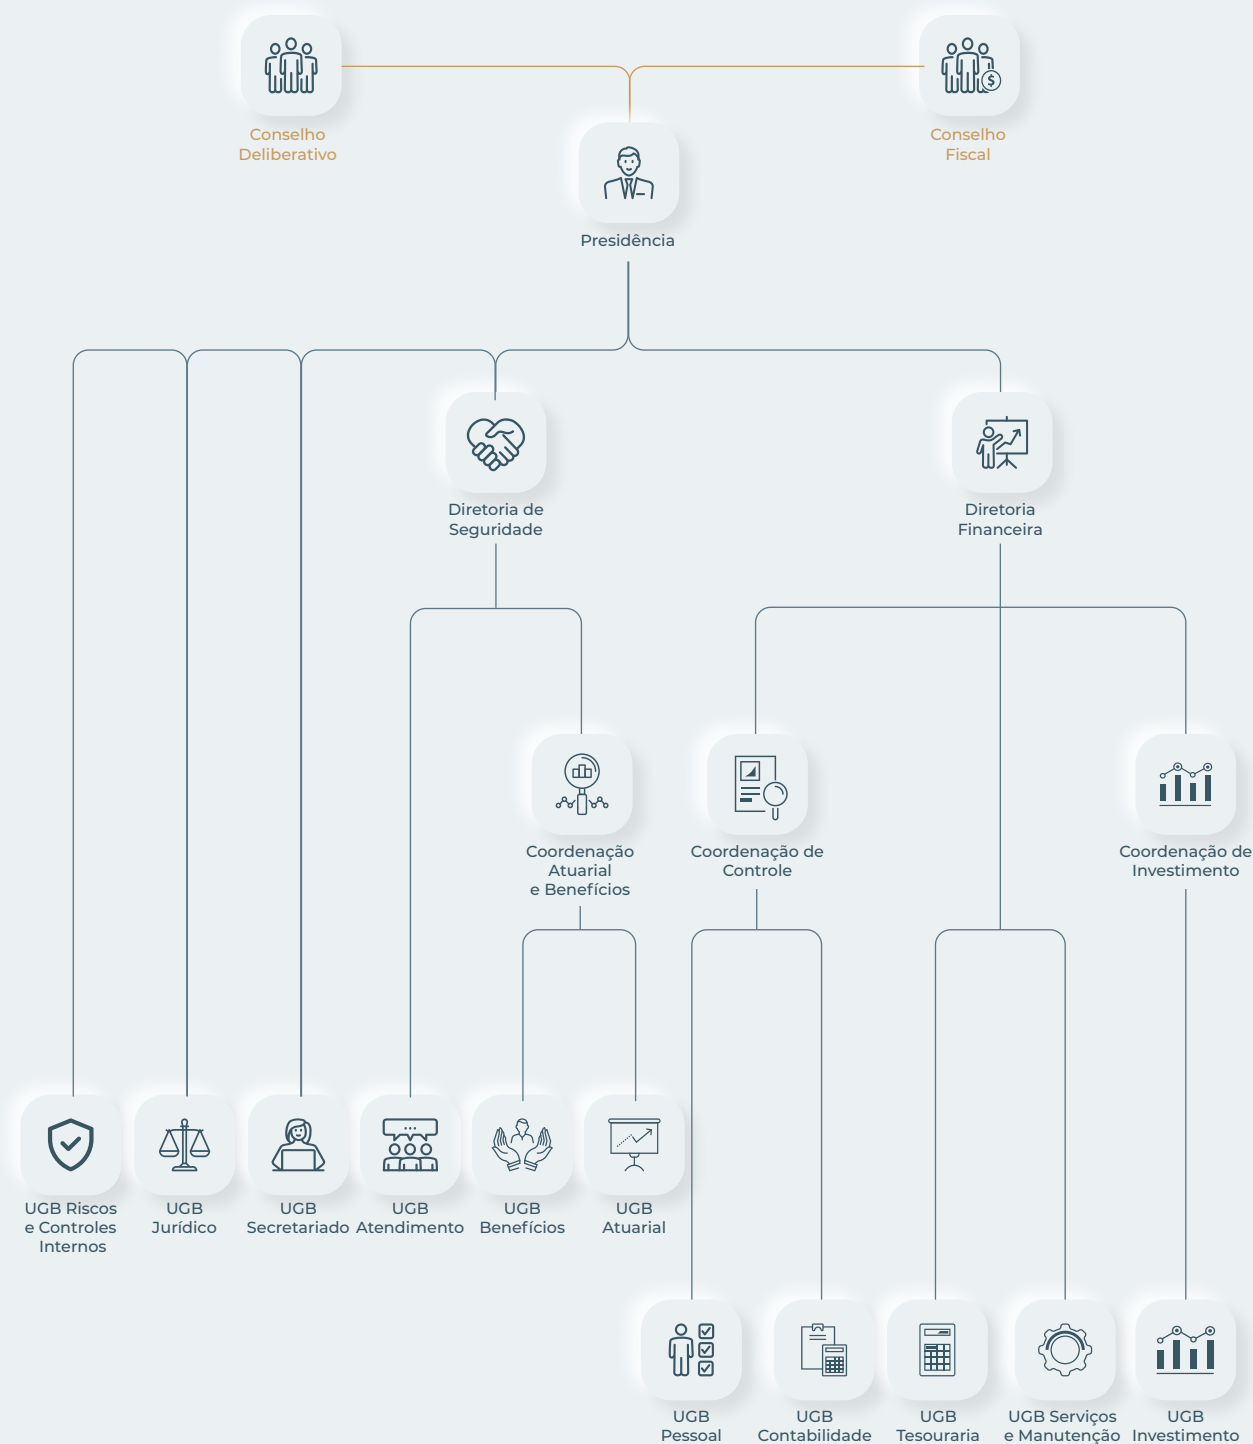 Conselho
Deliberativo
Conselho
Fiscal
Presidência
Diretoria de
Seguridade
Diretoria
Financeira
Coordenação
Atuarial
e Benefícios
Coordenação de
Controle
Coordenação de
Investimento
UGB Riscos
e Controles
Internos
UGB
Jurídico
UGB
Secretariado
UGB
Atendimento
UGB
Benefícios
UGB
Atuarial
UGB
Pessoal
UGB
Contabilidade
UGB
Tesouraria
UGB Serviços
e Manutenção
UGB
Investimento